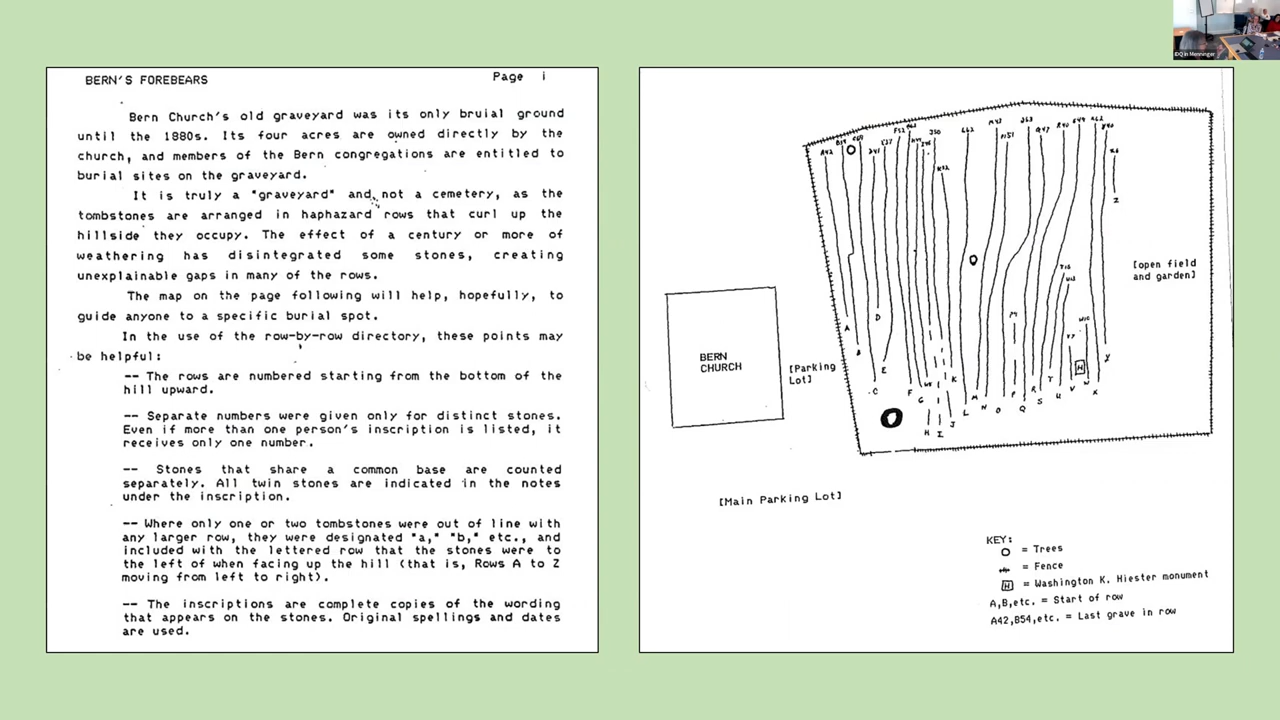 BERN'S FOREBEARS
Page i
Bern Church's old graveyard was its only bruial ground
until the 1880s. Its four acres are owned directly by the
church, and members of the Bern congregations are entitled to
burial sites on the graveyard.
It is truly a "graveyard" and not a cemetery, as the
tombstones are arranged in haphazard rows that curl up the
hillside they occupy. The effect of a century or more of
weathering has disintegrated some stones, creating
unexplainable gaps in many of the rows.
The map on the page following will help, hopefully, to
guide anyone to a specific burial spot.
In the use of the row-by-row directory, these points may
be helpful:
-- The rows are numbered starting from the bottom of the
hill upward.
-- Separate numbers were given only for distinct stones.
Even if more than one person's inscription is listed, it
receives only one number.
-- Stones that share a common base are counted
separately. All twin stones are indicated in the notes
under the inscription.
-- Where only one or two tombstones were out of line with
any larger row, they were designated "a," "b," etc., and
included with the lettered row that the stones were to
the left of when facing up the hill (that is, Rows A to Z
moving from left to right).
-- The inscriptions are complete copies of the wording
that appears on the stones. Original spellings and dates
are used.
A42
[open field
and garden]
Z
A
D
E
C
F
G
K
Y
H
I
J
L
M
N
O
P
Q
R
S
T
U
V
W
X
H
BERN
CHURCH
[Parking
Lot]
[Main Parking Lot]
KEY:
= Trees
= Fence
H = Washington K. Hiester monument
A,B,etc. = Start of row
A42,B54,etc. = Last grave in row
IDQ in Menninger